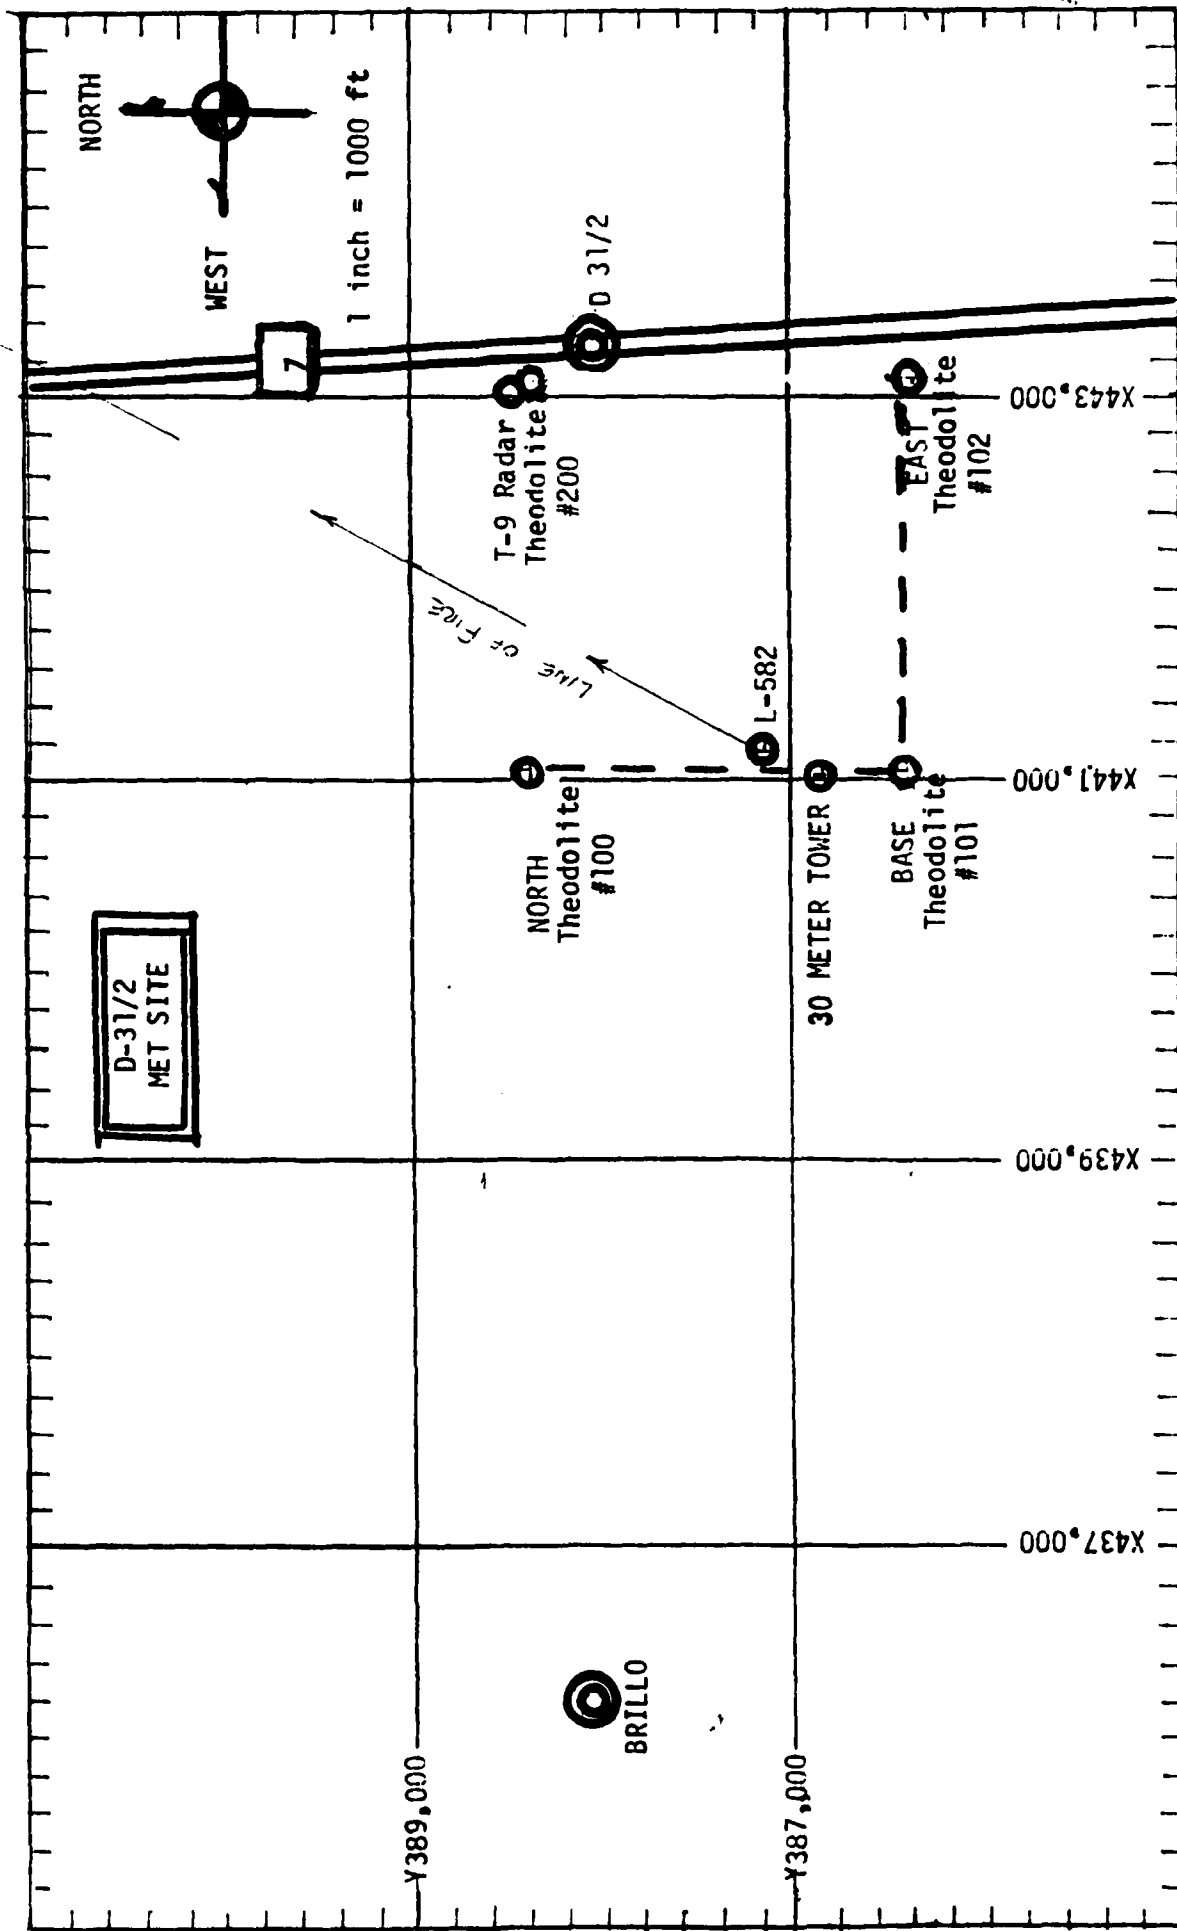 D-31/2
MET SITE
NORTH
WEST
7
1 inch = 1000 ft
Y389,000
LINE OF FIRE
T-9 Radar
Theodolite
#200
D 31/2
NORTH
Theodolite
#100
BRILLO
L-582
Y387,000
30 METER TOWER
BASE
Theodolite
#101
EAST
Theodolite
#102
X437,000
X439,000
X441,000
X443,000